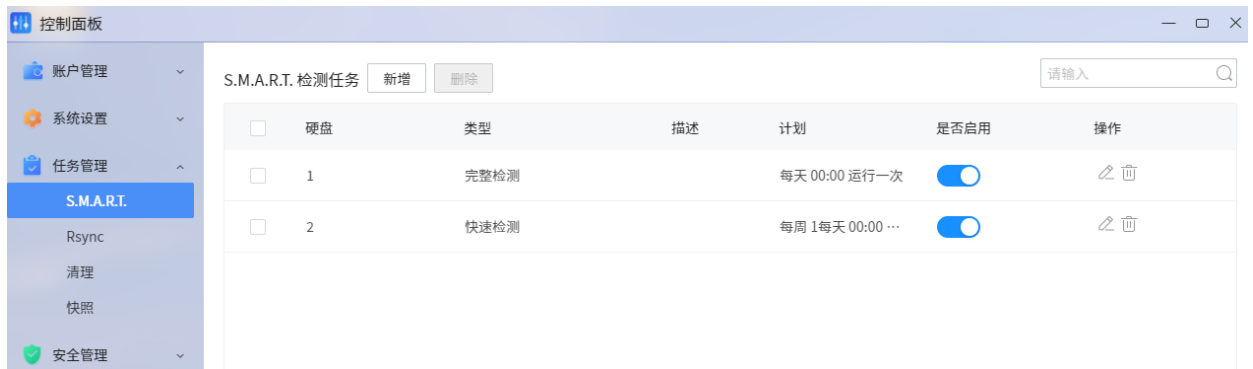 控制面板
账户管理
系统设置
任务管理
S.M.A.R.T.
Rsync
清理
快照
安全管理
S.M.A.R.T. 检测任务 新增 删除 请输入
硬盘 类型 描述 计划 是否启用 操作
1 完整检测 每天 00:00 运行一次
2 快速检测 每周 1每天 00:00 ···